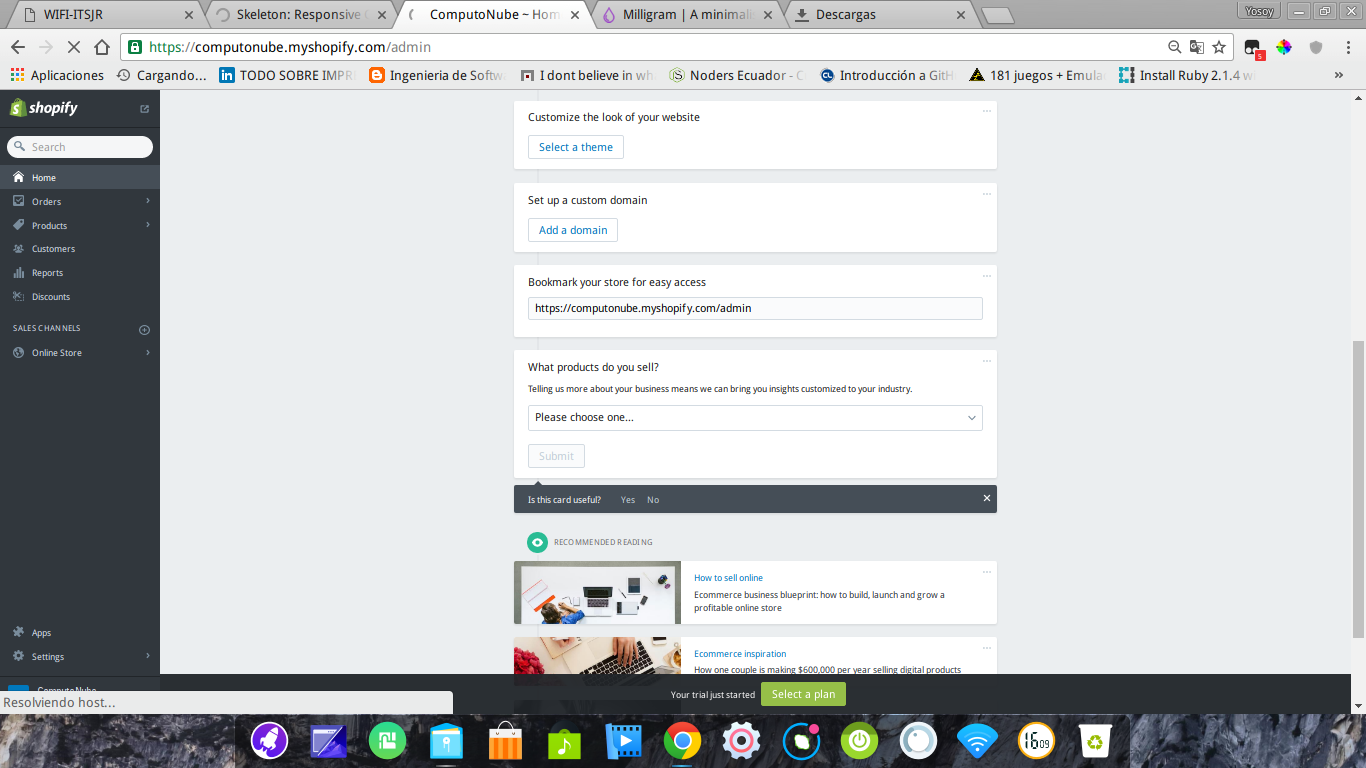 WIFI-ITSJR
Skeleton: Responsive
ComputoNube ~ Hom
Milligram | A minimali
Descargas
Yosoy
https://computonube.myshopify.com/admin
5
Aplicaciones
Cargando...
TODO SOBRE IMPR
Ingenieria de Softw
I dont believe in wh
Noders Ecuador - C
Introducción a GitH
181 juegos + Emula
Install Ruby 2.1.4 w
»
shopify
Search
Home
Orders
Products
Customers
Reports
Discounts
SALES CHANNELS
Online Store
Apps
Settings
ComputoNube
Resolviendo host...
Customize the look of your website
Select a theme
Set up a custom domain
Add a domain
Bookmark your store for easy access
https://computonube.myshopify.com/admin
What products do you sell?
Telling us more about your business means we can bring you insights customized to your industry.
Please choose one...
Submit
Is this card useful? Yes No
RECOMMENDED READING
How to sell online
Ecommerce business blueprint: how to build, launch and grow a
profitable online store
Ecommerce inspiration
How one couple is making $600,000 per year selling digital products
Your trial just started
Select a plan
16 09